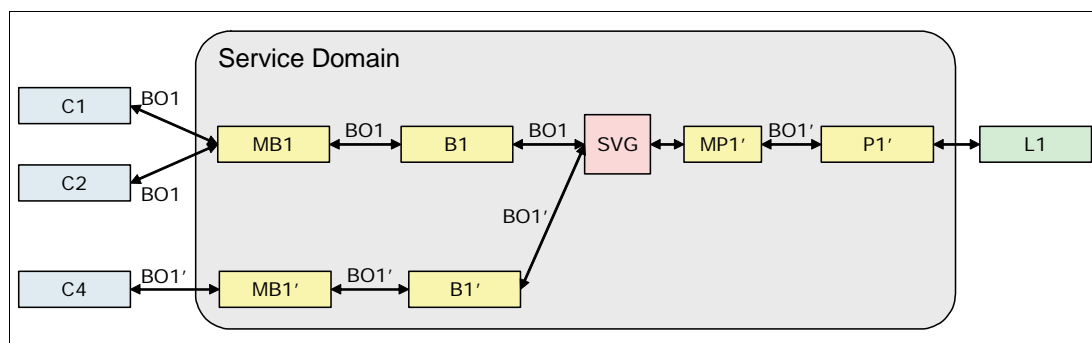 Service Domain
C1
BO1
MB1
BO1
B1
BO1
SVG
MP1′
BO1′
P1′
L1
C2
BO1
BO1′
C4
BO1′
MB1′
BO1′
B1′